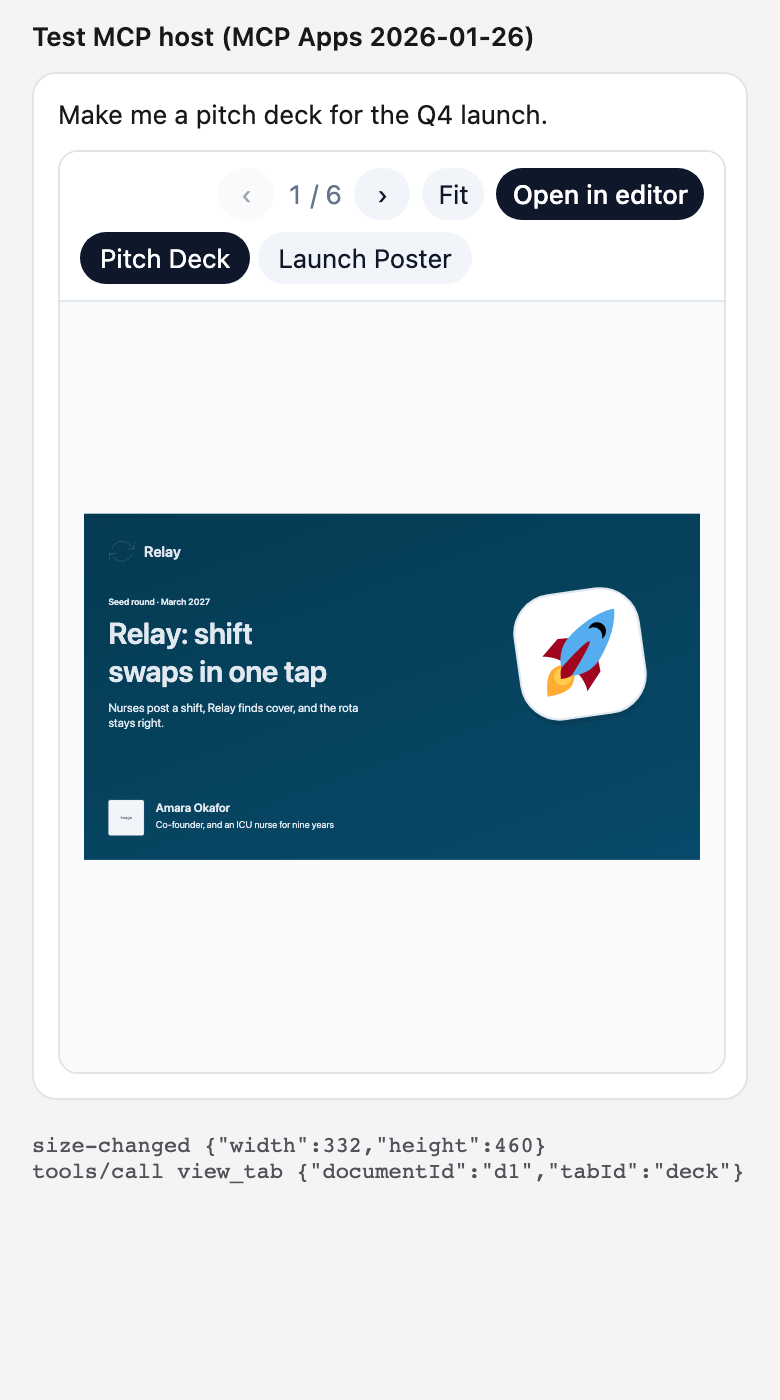 Test MCP host (MCP Apps 2026-01-26)
Make me a pitch deck for the Q4 launch.
‹ 1 / 6 › Fit Open in editor
Pitch Deck Launch Poster
Relay
Seed round · March 2027
Relay: shift
swaps in one tap
Nurses post a shift, Relay finds cover, and the rota
stays right.
Image
Amara Okafor
Co-founder, and an ICU nurse for nine years
size-changed {"width":332,"height":460}
tools/call view_tab {"documentId":"d1","tabId":"deck"}